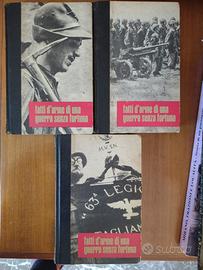 fatti d'arme di una
guerra senza fortuna
fatti d'arme di una
guerra senza fortuna
M.V.S.N.
63ª LEGIO
TAGLIAM
fatti d'arme di una
guerra senza fortuna
subito